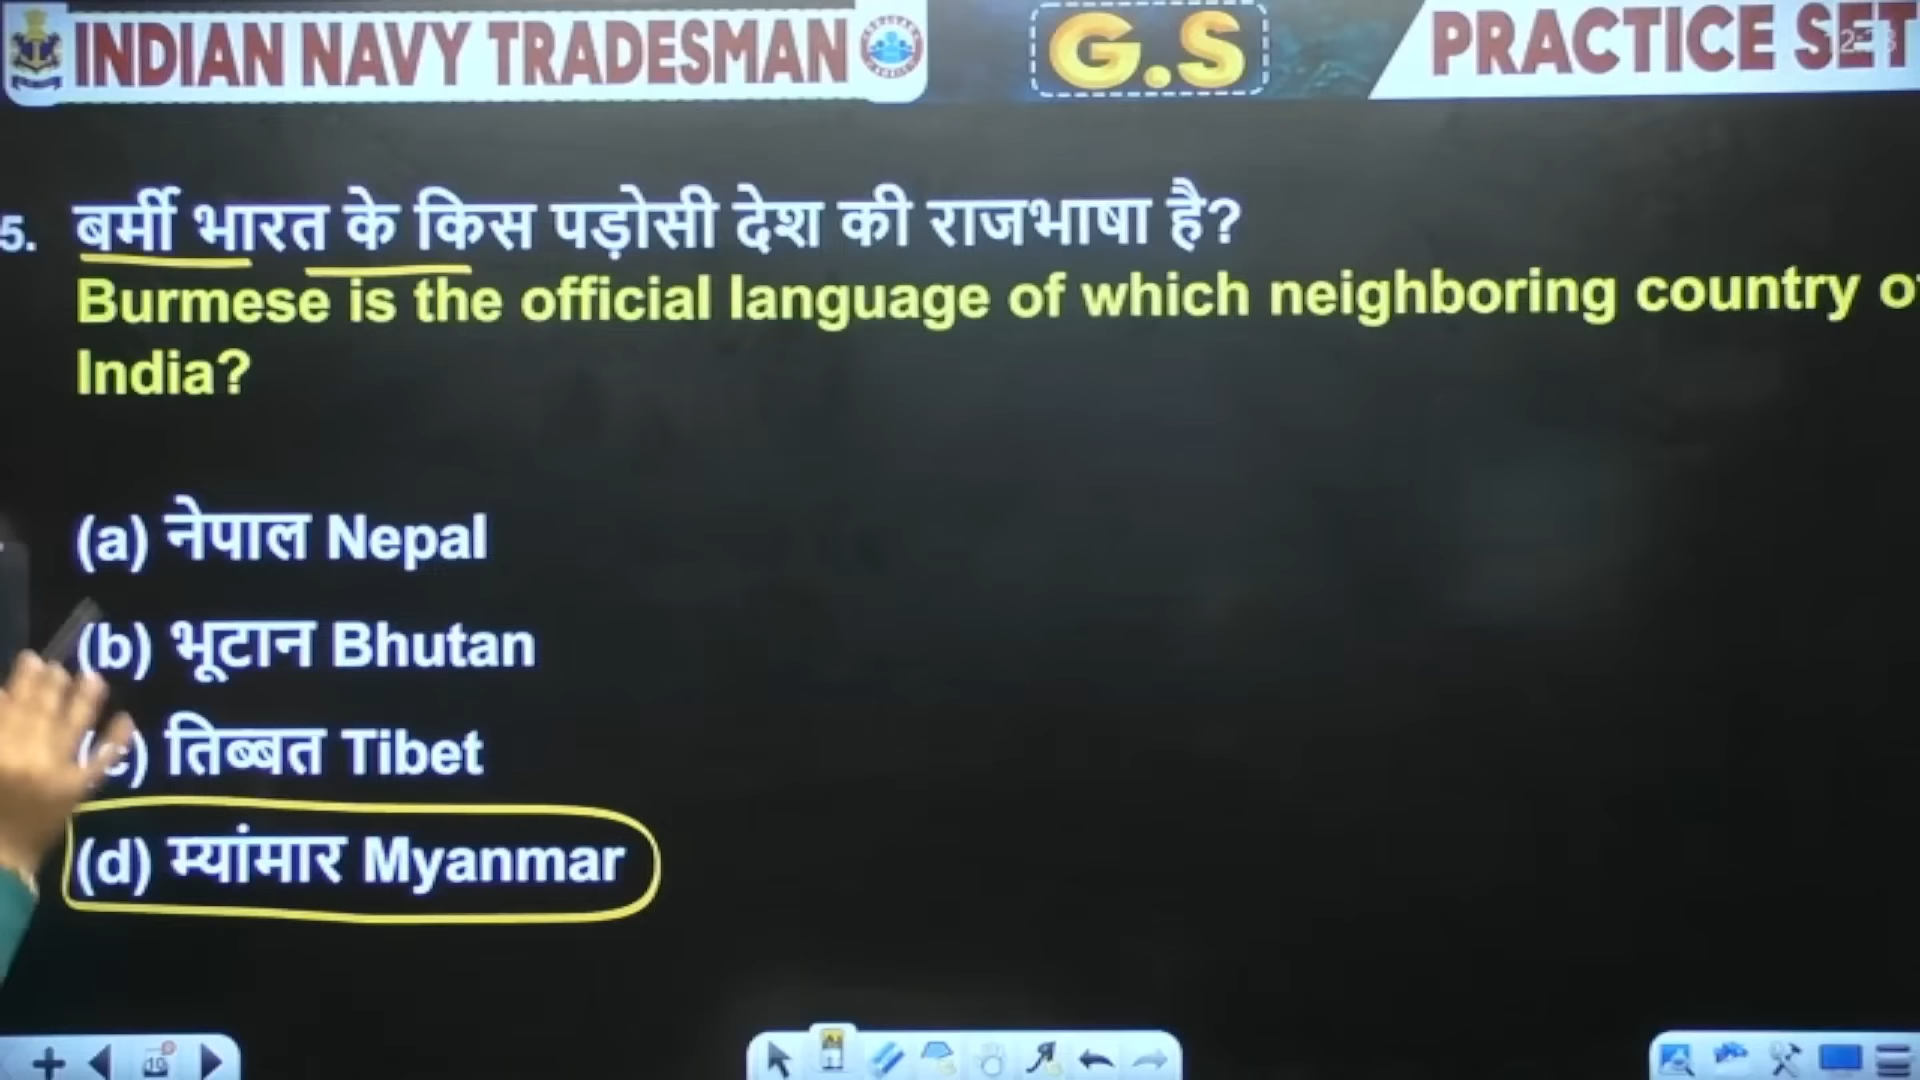 INDIAN NAVY TRADESMAN
G.S
PRACTICE SET
5. बर्मी भारत के किस पड़ोसी देश की राजभाषा है?
Burmese is the official language of which neighboring country of
India?
(a) नेपाल Nepal
(b) भूटान Bhutan
(c) तिब्बत Tibet
(d) म्यांमार Myanmar
19